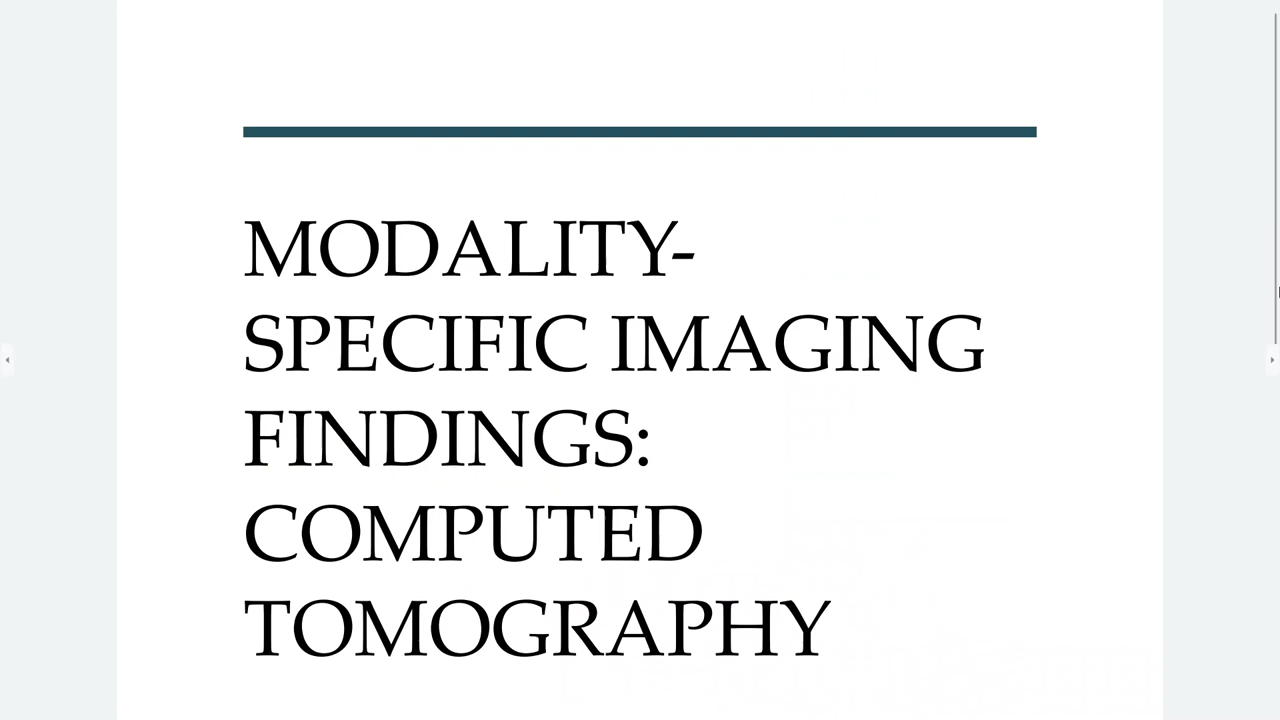 MODALITY-
SPECIFIC IMAGING
FINDINGS:
COMPUTED
TOMOGRAPHY